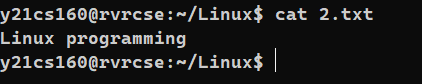 y21cs160@rvrcse:~/Linux$ cat 2.txt
Linux programming
y21cs160@rvrcse:~/Linux$